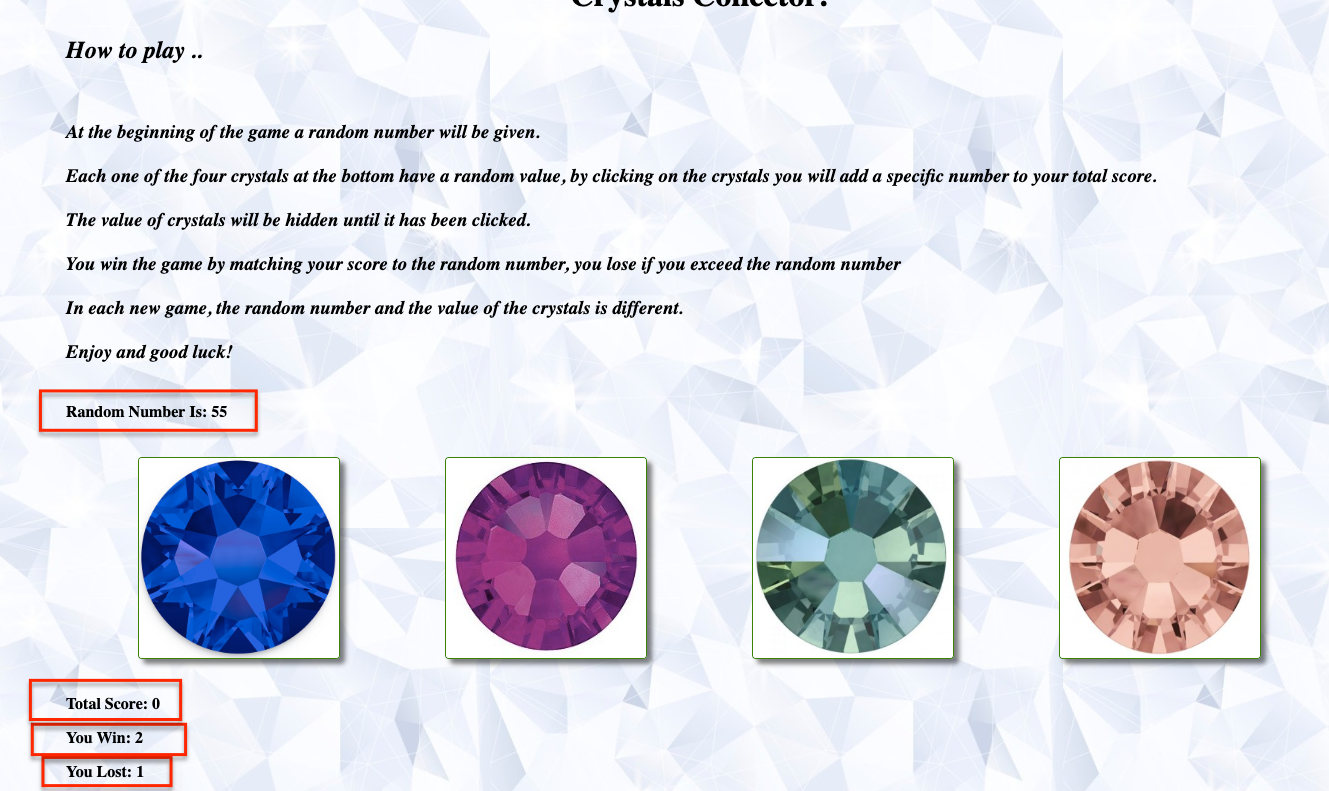 Crystals Collector!
How to play ..
At the beginning of the game a random number will be given.
Each one of the four crystals at the bottom have a random value, by clicking on the crystals you will add a specific number to your total score.
The value of crystals will be hidden until it has been clicked.
You win the game by matching your score to the random number, you lose if you exceed the random number
In each new game, the random number and the value of the crystals is different.
Enjoy and good luck!
Random Number Is: 55
Total Score: 0
You Win: 2
You Lost: 1